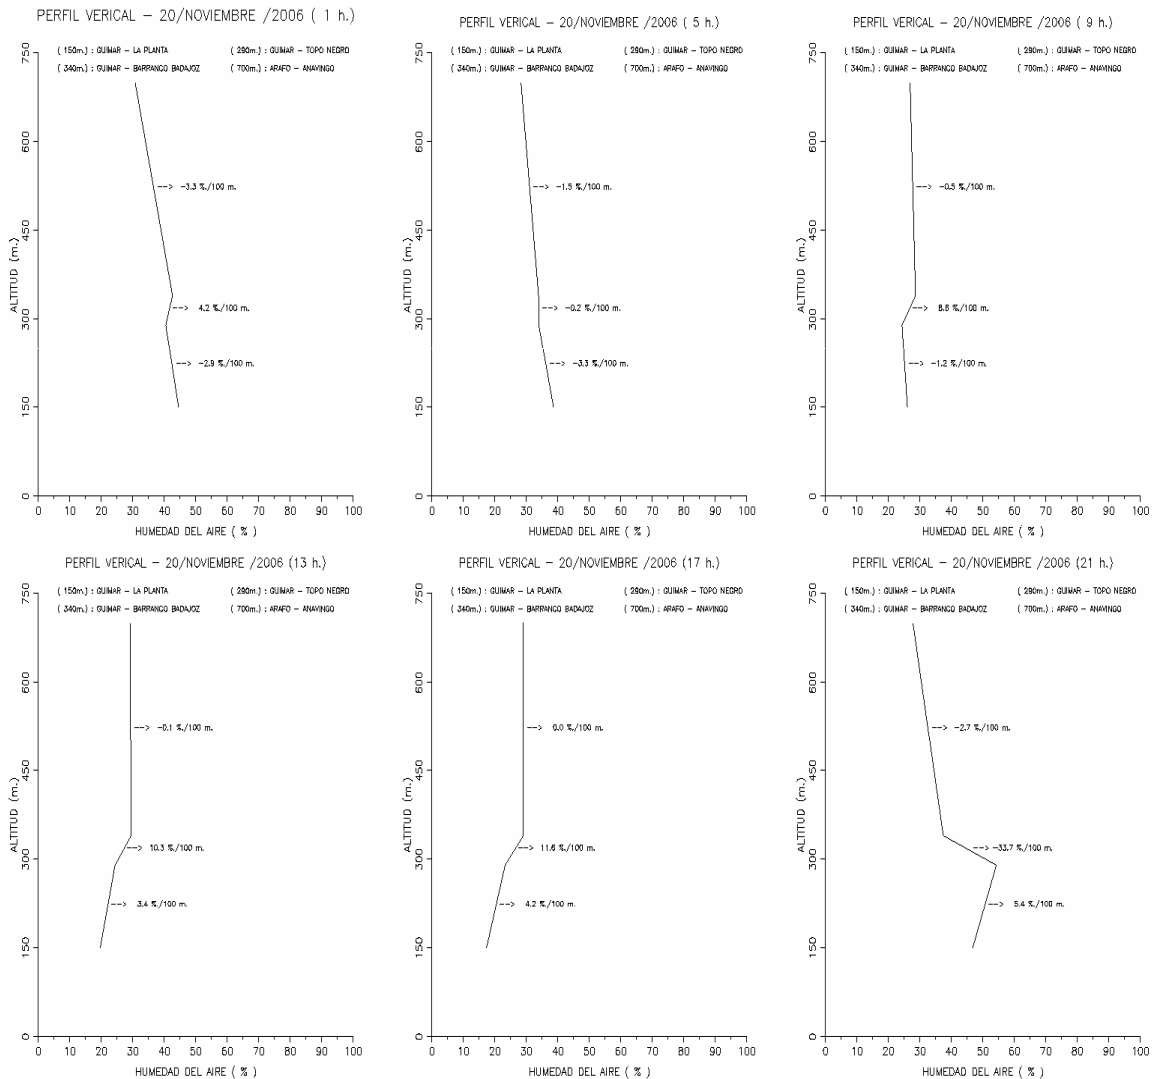 PERFIL VERICAL - 20/NOVIEMBRE /2006 ( 1 h.)
( 150m.) : GUIMAR - LA PLANTA ( 290m.) : GUIMAR - TOPO NEGRO
( 340m.) : GUIMAR - BARRANCO BADAJOZ ( 700m.) : ARAFO - ANAVINGO
750
600
450
300
150
0
ALTITUD (m.)
--> -3.3 %./100 m.
--> 4.2 %./100 m.
--> -2.9 %./100 m.
0 10 20 30 40 50 60 70 80 90 100
HUMEDAD DEL AIRE ( % )
PERFIL VERICAL - 20/NOVIEMBRE /2006 ( 5 h.)
( 150m.) : GUIMAR - LA PLANTA ( 290m.) : GUIMAR - TOPO NEGRO
( 340m.) : GUIMAR - BARRANCO BADAJOZ ( 700m.) : ARAFO - ANAVINGO
750
600
450
300
150
0
ALTITUD (m.)
--> -1.5 %./100 m.
--> -0.2 %./100 m.
--> -3.3 %./100 m.
0 10 20 30 40 50 60 70 80 90 100
HUMEDAD DEL AIRE ( % )
PERFIL VERICAL - 20/NOVIEMBRE /2006 ( 9 h.)
( 150m.) : GUIMAR - LA PLANTA ( 290m.) : GUIMAR - TOPO NEGRO
( 340m.) : GUIMAR - BARRANCO BADAJOZ ( 700m.) : ARAFO - ANAVINGO
750
600
450
300
150
0
ALTITUD (m.)
--> -0.5 %./100 m.
--> %./100 m.
--> -1.2 %./100 m.
0 10 20 30 40 50 60 70 80 90 100
HUMEDAD DEL AIRE ( % )
PERFIL VERICAL - 20/NOVIEMBRE /2006 (13 h.)
( 150m.) : GUIMAR - LA PLANTA ( 290m.) : GUIMAR - TOPO NEGRO
( 340m.) : GUIMAR - BARRANCO BADAJOZ ( 700m.) : ARAFO - ANAVINGO
750
600
450
300
150
0
ALTITUD (m.)
--> -0.1 %./100 m.
--> 10.3 %./100 m.
--> 3.4 %./100 m.
0 10 20 30 40 50 60 70 80 90 100
HUMEDAD DEL AIRE ( % )
PERFIL VERICAL - 20/NOVIEMBRE /2006 (17 h.)
( 150m.) : GUIMAR - LA PLANTA ( 290m.) : GUIMAR - TOPO NEGRO
( 340m.) : GUIMAR - BARRANCO BADAJOZ ( 700m.) : ARAFO - ANAVINGO
750
600
450
300
150
0
ALTITUD (m.)
--> 0.0 %./100 m.
--> 11.6 %./100 m.
--> 4.2 %./100 m.
0 10 20 30 40 50 60 70 80 90 100
HUMEDAD DEL AIRE ( % )
PERFIL VERICAL - 20/NOVIEMBRE /2006 (21 h.)
( 150m.) : GUIMAR - LA PLANTA ( 290m.) : GUIMAR - TOPO NEGRO
( 340m.) : GUIMAR - BARRANCO BADAJOZ ( 700m.) : ARAFO - ANAVINGO
750
600
450
300
150
0
ALTITUD (m.)
--> -2.7 %./100 m.
--> -33.7 %./100 m.
--> 5.4 %./100 m.
0 10 20 30 40 50 60 70 80 90 100
HUMEDAD DEL AIRE ( % )